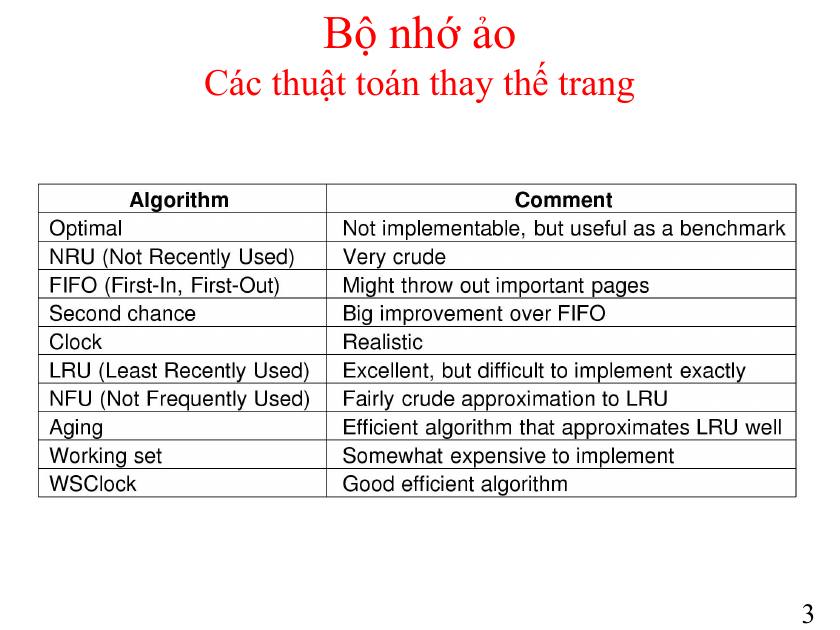 Bộ nhớ ảo
Các thuật toán thay thế trang
Algorithm Comment
Optimal Not implementable, but useful as a benchmark
NRU (Not Recently Used) Very crude
FIFO (First-In, First-Out) Might throw out important pages
Second chance Big improvement over FIFO
Clock Realistic
LRU (Least Recently Used) Excellent, but difficult to implement exactly
NFU (Not Frequently Used) Fairly crude approximation to LRU
Aging Efficient algorithm that approximates LRU well
Working set Somewhat expensive to implement
WSClock Good efficient algorithm
3